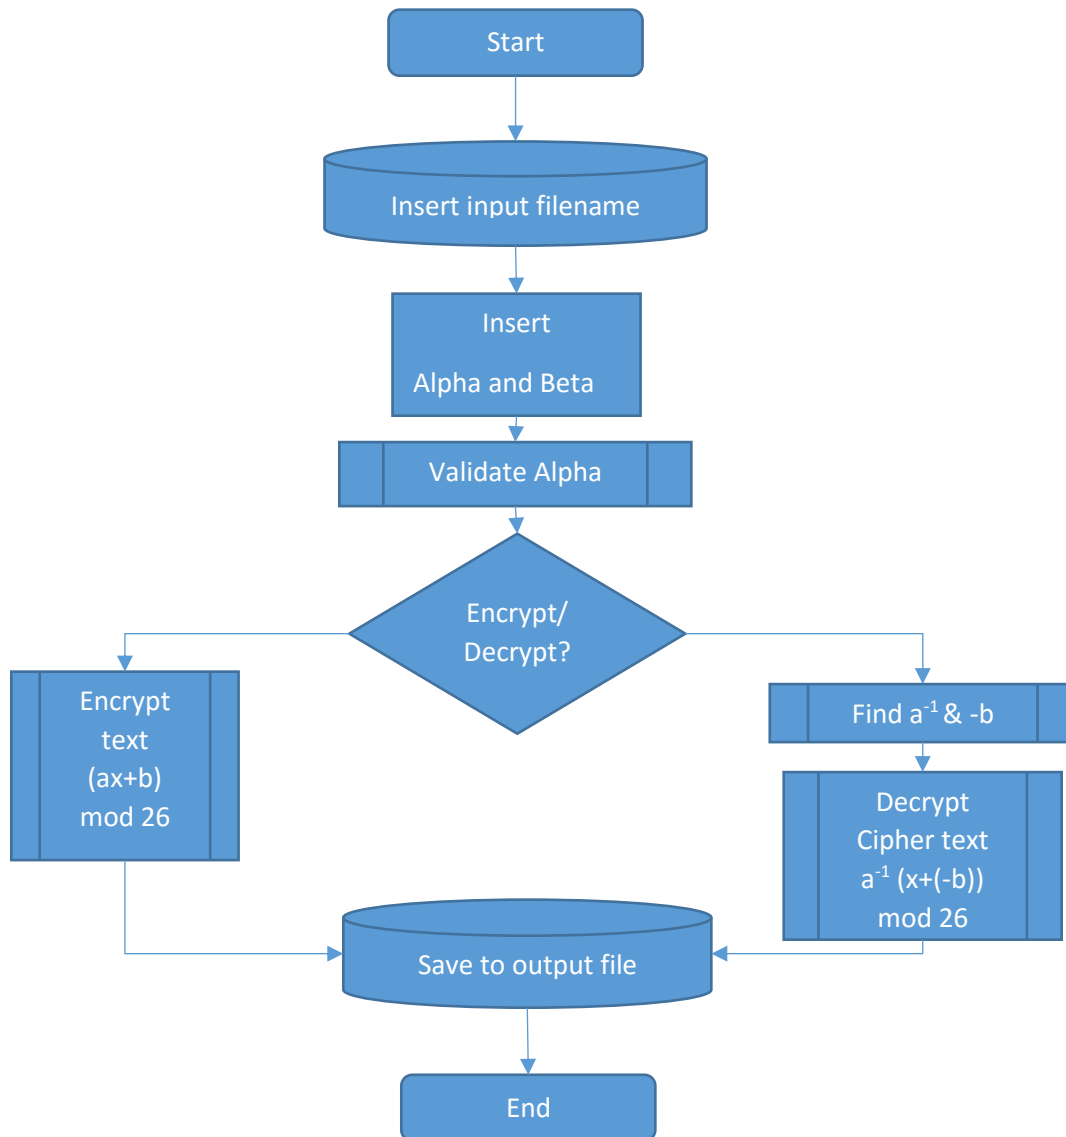 Start
Insert input filename
Insert
Alpha and Beta
Validate Alpha
Encrypt/
Decrypt?
Encrypt
text
(ax+b)
mod 26
Find a⁻¹ & -b
Decrypt
Cipher text
a⁻¹ (x+(-b))
mod 26
Save to output file
End